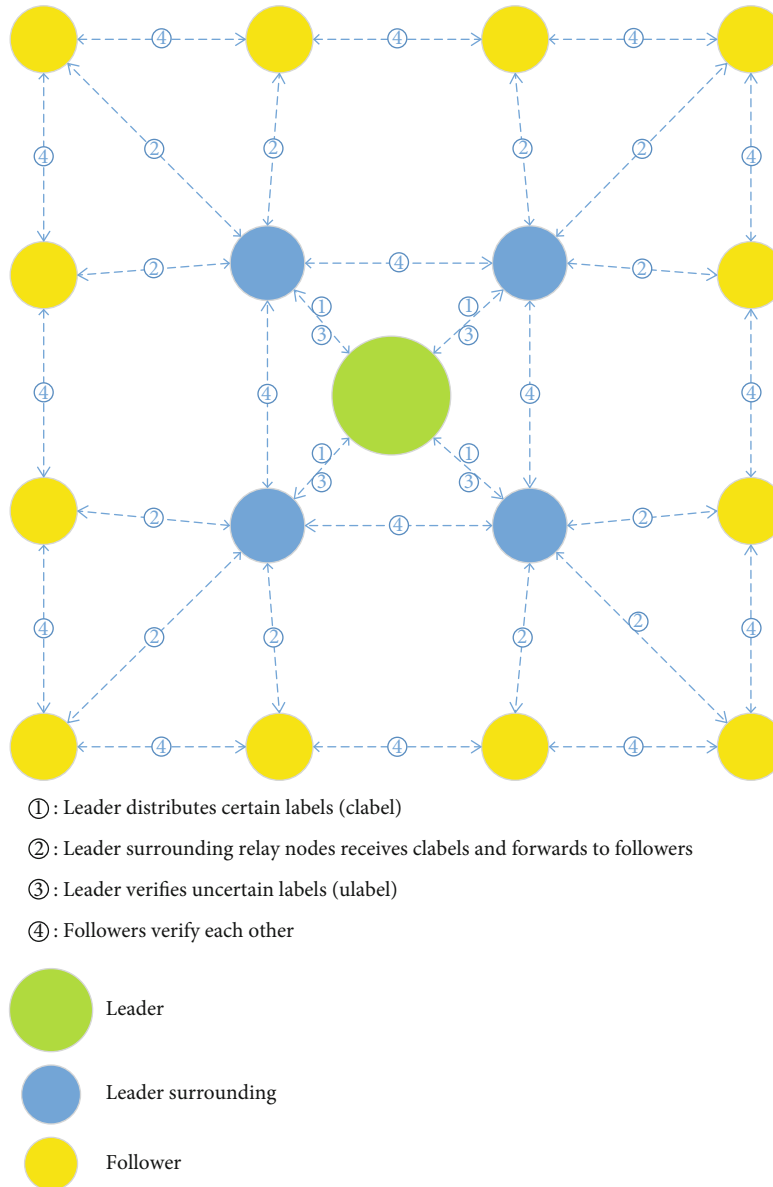 ④ ④ ④
④ ② ② ② ② ④
② ④ ②
① ①
③ ③
④ ④ ④ ④
① ①
③ ③
② ④ ②
④ ② ② ② ② ④
④ ④ ④
① : Leader distributes certain labels (clabel)
② : Leader surrounding relay nodes receives clabels and forwards to followers
③ : Leader verifies uncertain labels (ulabel)
④ : Followers verify each other
Leader
Leader surrounding
Follower